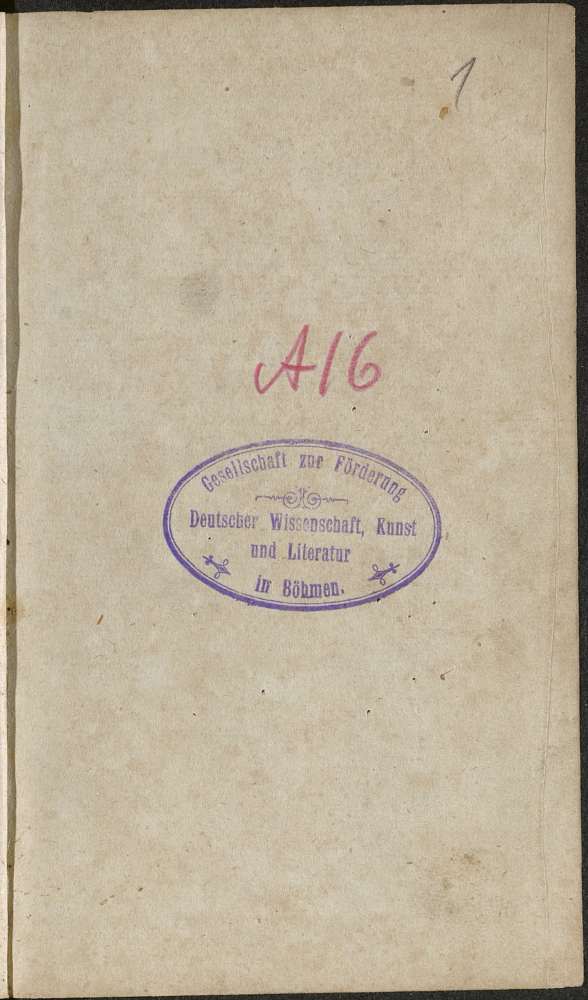 1
A16
Gesellschaft zur Förderung
Deutscher Wissenschaft, Kunst
und Literatur
in Böhmen.